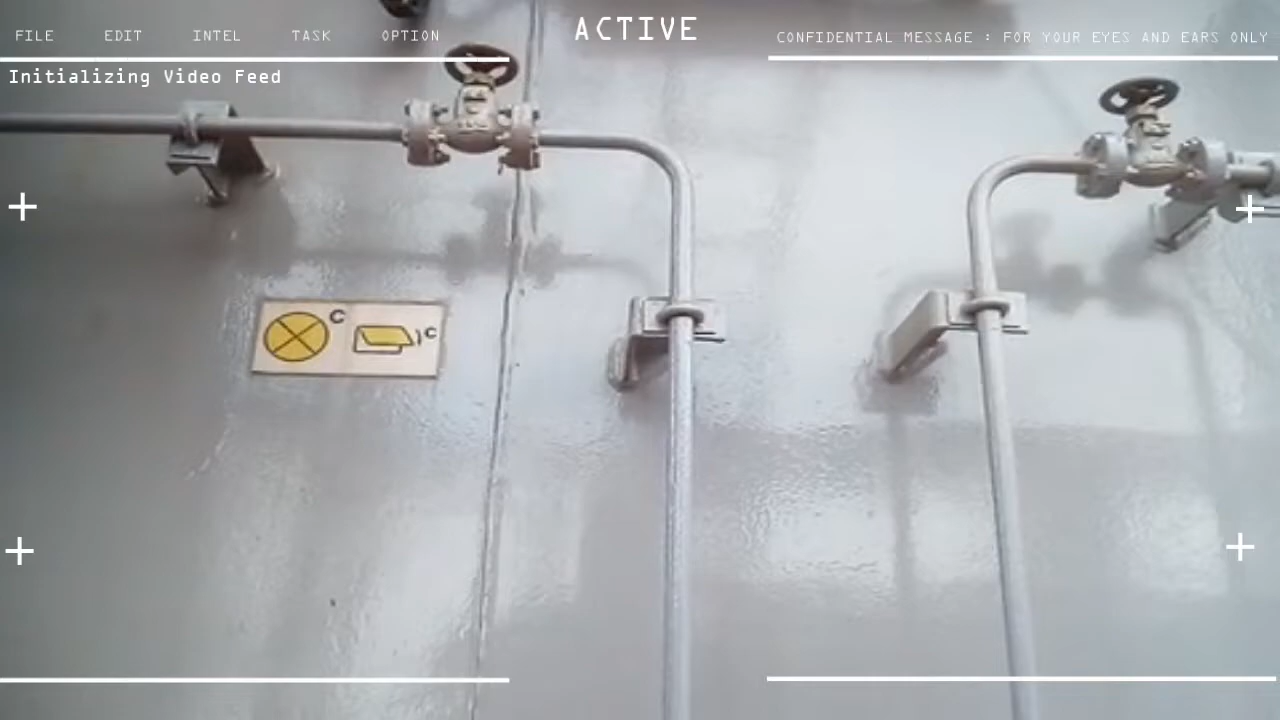 FILE EDIT INTEL TASK OPTION
ACTIVE
CONFIDENTIAL MESSAGE : FOR YOUR EYES AND EARS ONLY
Initializing Video Feed
C C